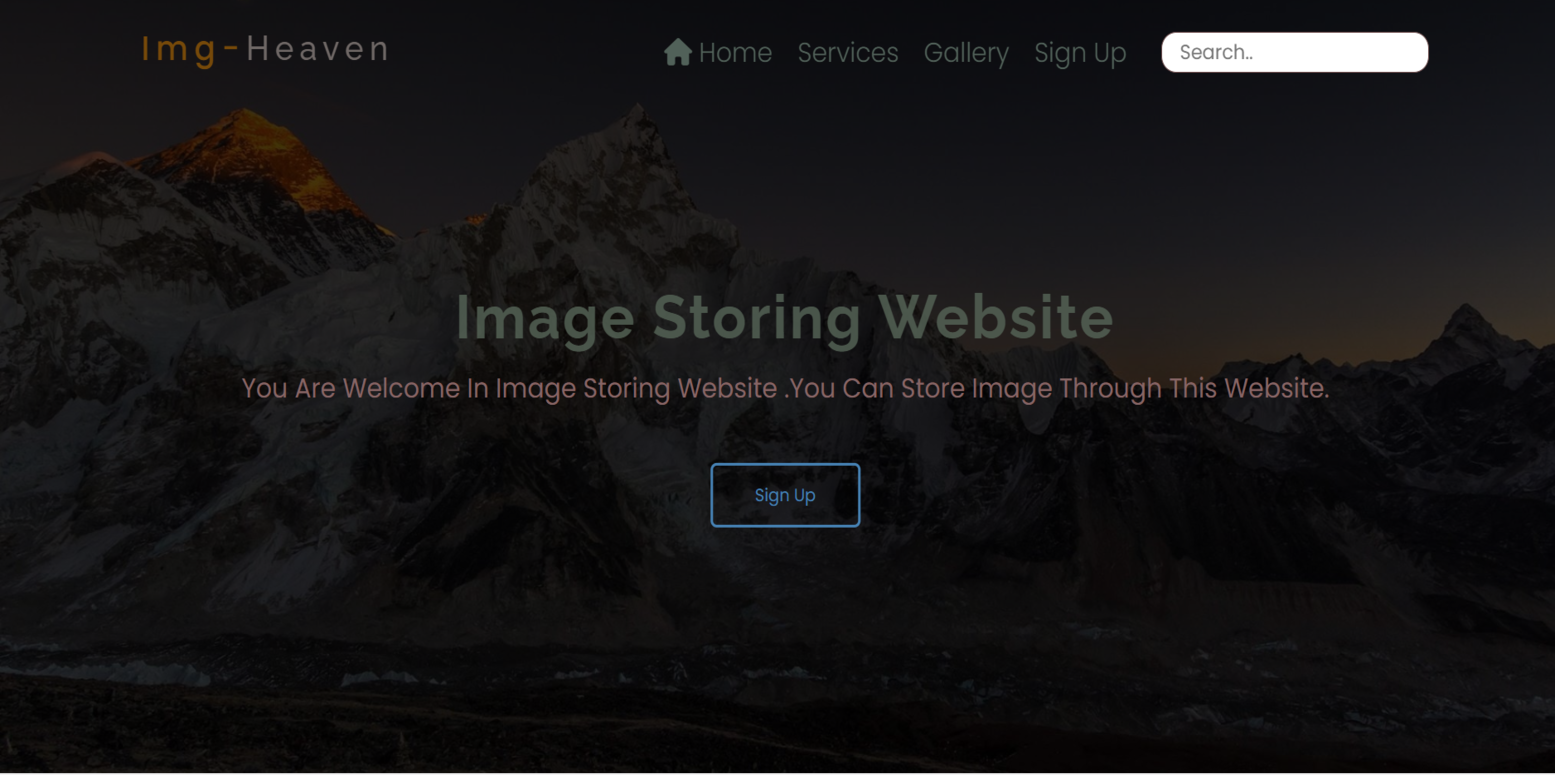 Img-Heaven
Home Services Gallery Sign Up Search..
Image Storing Website
You Are Welcome In Image Storing Website .You Can Store Image Through This Website.
Sign Up